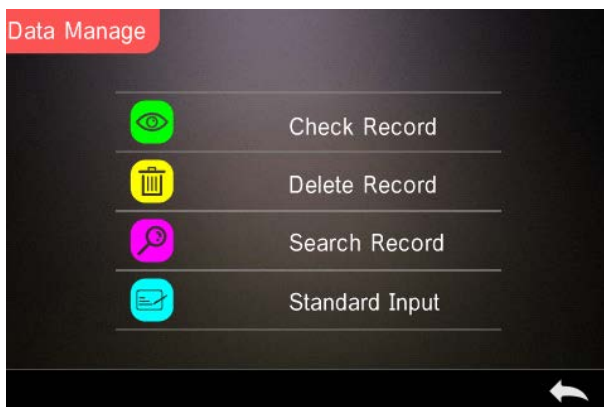 Data Manage
Check Record
Delete Record
Search Record
Standard Input